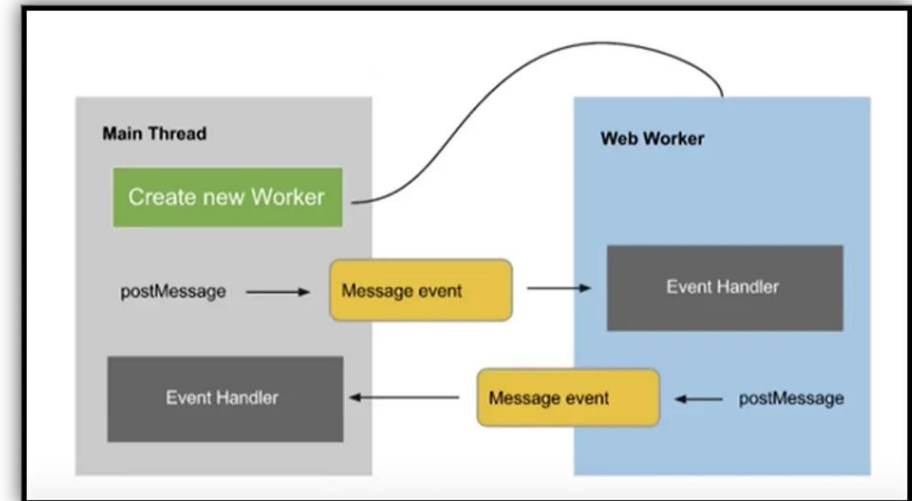 Main Thread
Web Worker
Create new Worker
postMessage
Message event
Event Handler
Event Handler
Message event
postMessage